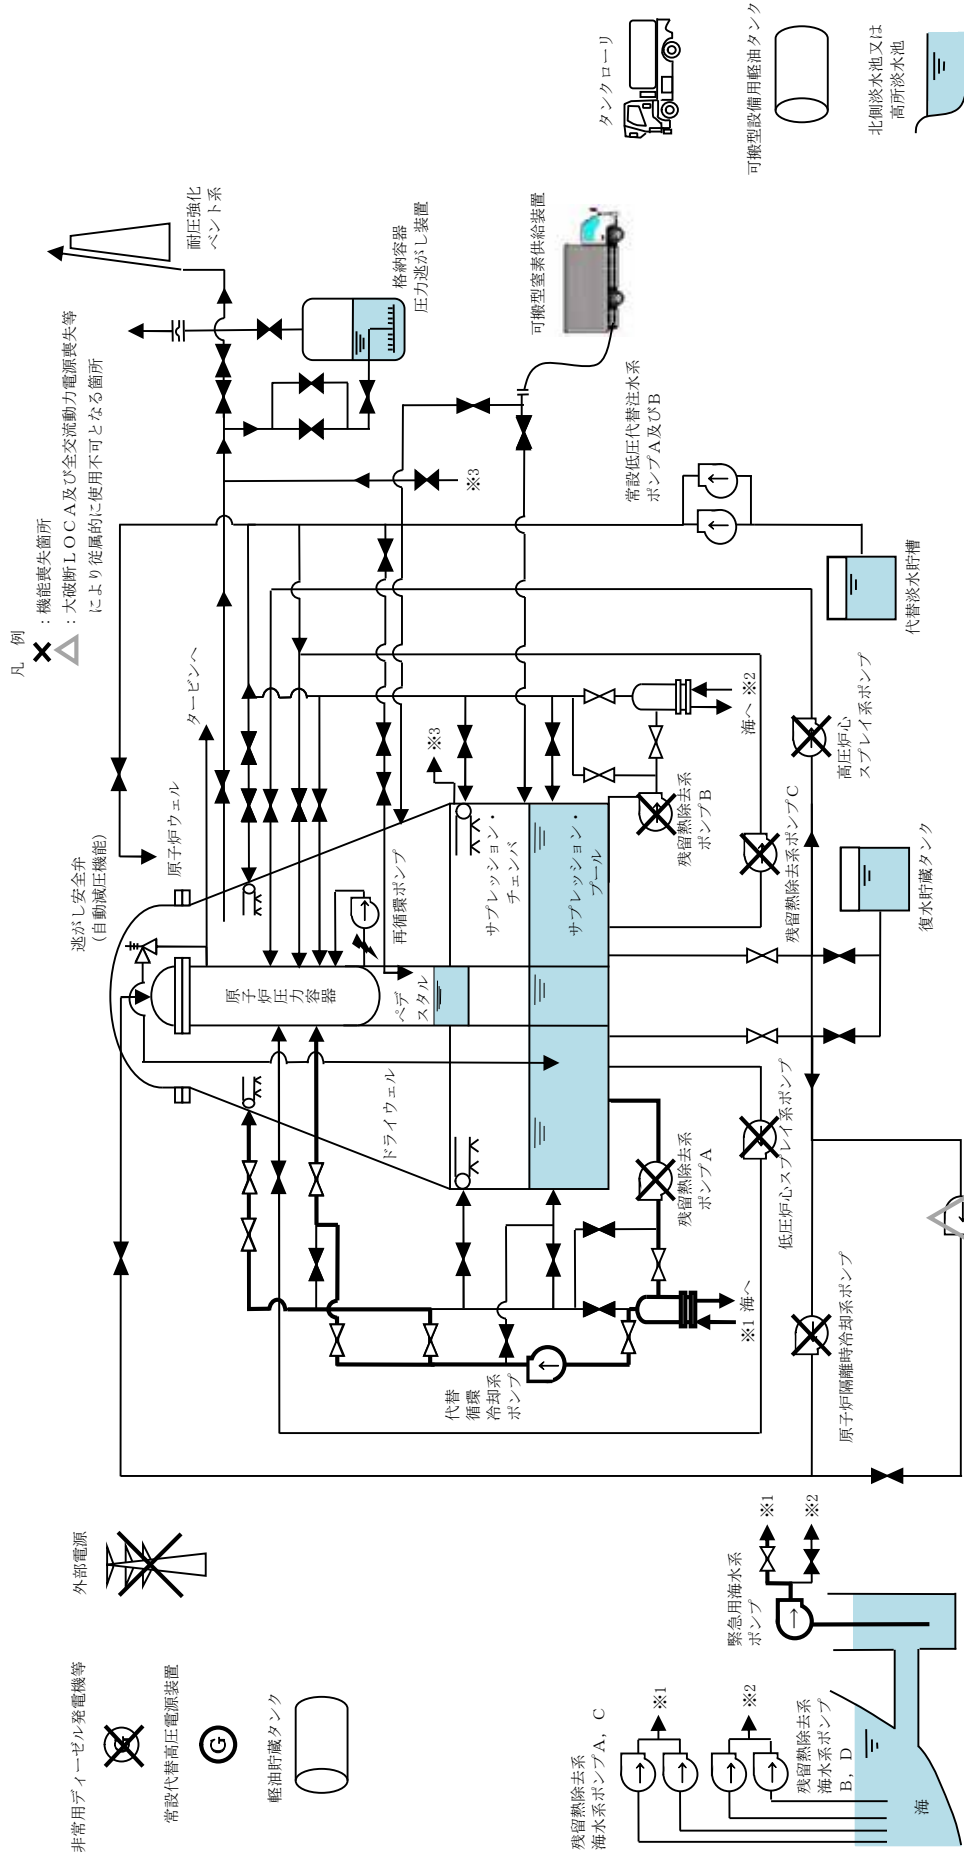 外部電源
非常用ディーゼル発電機等
常設代替高圧電源装置
G
軽油貯蔵タンク
残留熱除去系
海水系ポンプA，C
※1
※2
残留熱除去系
海水系ポンプ
B，D
海
緊急用海水系
ポンプ
※1
※2
凡　例
：機能喪失箇所
：大破断ＬＯＣＡ及び全交流動力電源喪失等
により従属的に使用不可となる箇所
逃がし安全弁
（自動減圧機能）
原子炉ウェル
タービンへ
耐圧強化
ベント系
格納容器
圧力逃がし装置
原子炉圧力容器
再循環ポンプ
ペデ
スタル
ドライウェル
サプレッション・
チェンバ
サプレッション・
プール
※3
※3
可搬型窒素供給装置
タンクローリ
可搬型設備用軽油タンク
北側淡水池又は
高所淡水池
常設低圧代替注水系
ポンプA及びB
代替淡水貯槽
海へ
※2
残留熱除去系
ポンプB
残留熱除去系ポンプC
高圧炉心
スプレイ系ポンプ
復水貯蔵タンク
残留熱除去系
ポンプA
低圧炉心スプレイ系ポンプ
※1
海へ
代替
循環
冷却系
ポンプ
原子炉隔離時冷却系ポンプ